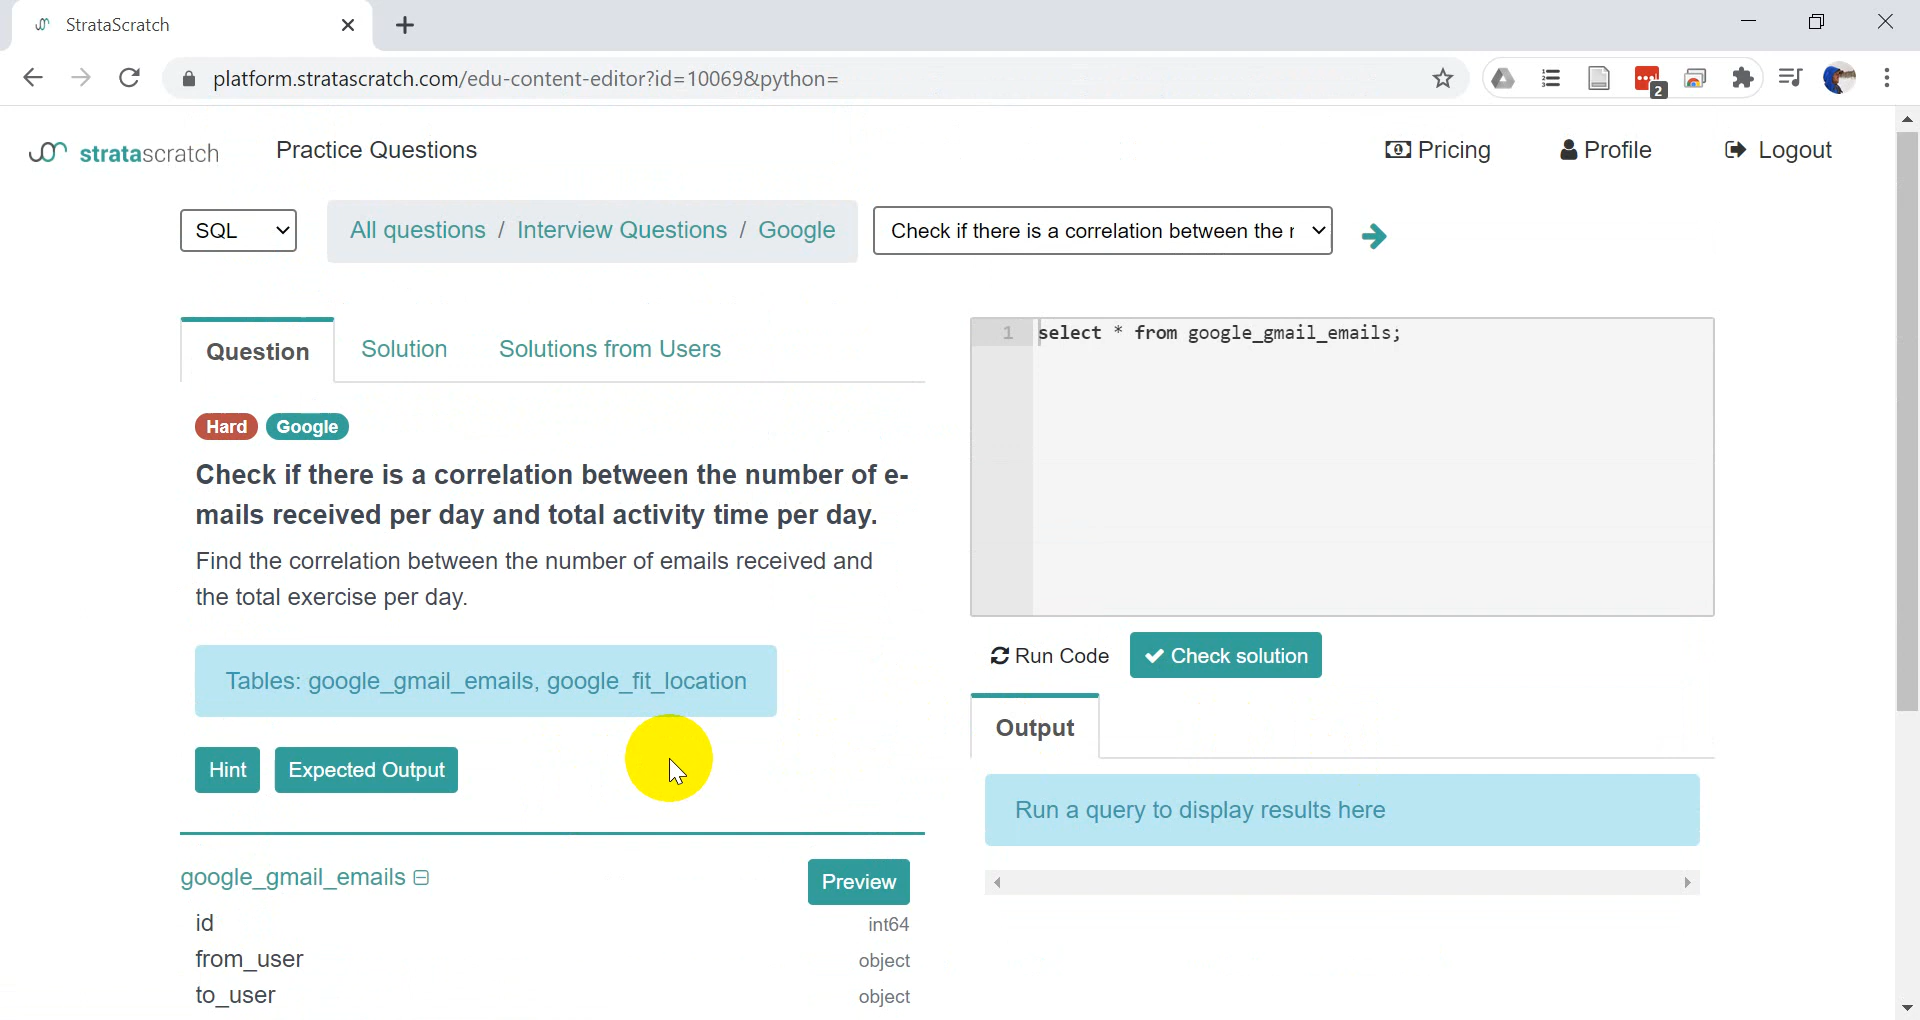 StrataScratch
platform.stratascratch.com/edu-content-editor?id=10069&python=
2
stratascratch
Practice Questions
Pricing
Profile
Logout
SQL
All questions / Interview Questions / Google
Check if there is a correlation between the r
Question
Solution
Solutions from Users
Hard
Google
Check if there is a correlation between the number of e-
mails received per day and total activity time per day.
Find the correlation between the number of emails received and
the total exercise per day.
Tables: google_gmail_emails, google_fit_location
Hint
Expected Output
google_gmail_emails
Preview
id int64
from_user object
to_user object
1 select * from google_gmail_emails;
Run Code
Check solution
Output
Run a query to display results here